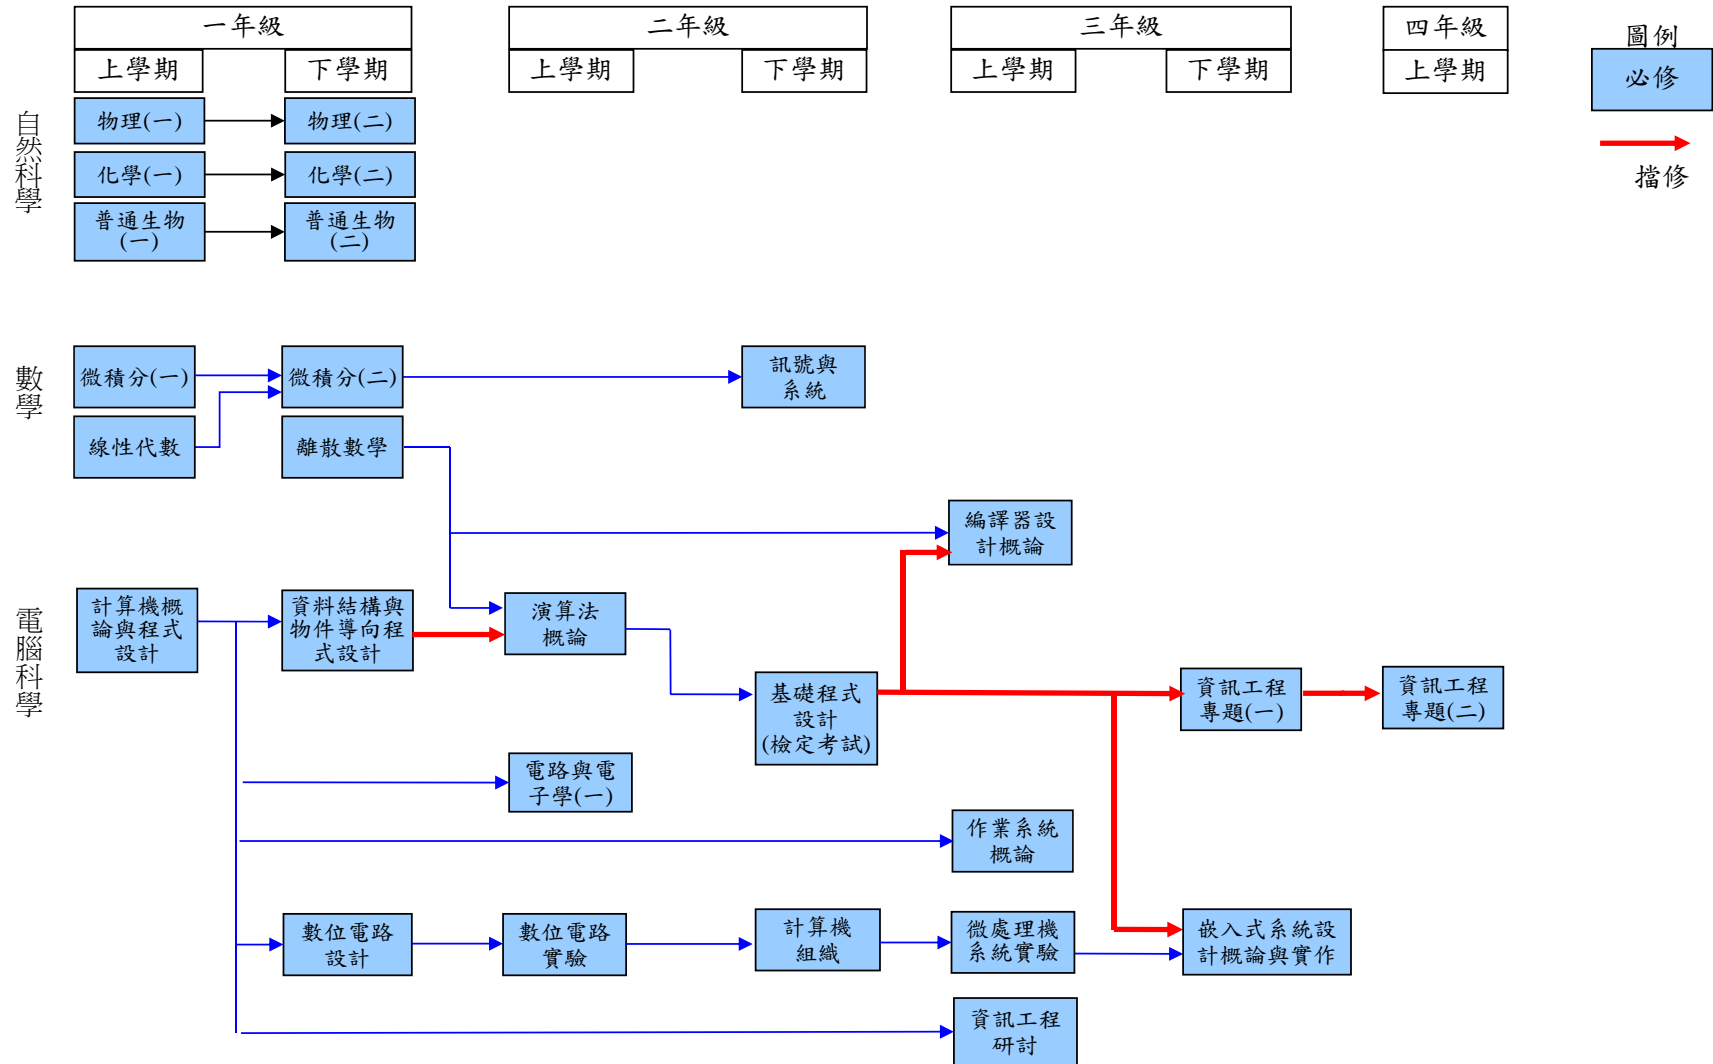 一年級
二年級
三年級
四年級
圖例
上學期
下學期
上學期
下學期
上學期
下學期
上學期
必修
擋修
自然科學
物理(一)
物理(二)
化學(一)
化學(二)
普通生物
(一)
普通生物
(二)
數學
微積分(一)
微積分(二)
訊號與
系統
線性代數
離散數學
編譯器設
計概論
電腦科學
計算機概
論與程式
設計
資料結構與
物件導向程
式設計
演算法
概論
基礎程式
設計
(檢定考試)
資訊工程
專題(一)
資訊工程
專題(二)
電路與電
子學(一)
作業系統
概論
數位電路
設計
數位電路
實驗
計算機
組織
微處理機
系統實驗
嵌入式系統設
計概論與實作
資訊工程
研討